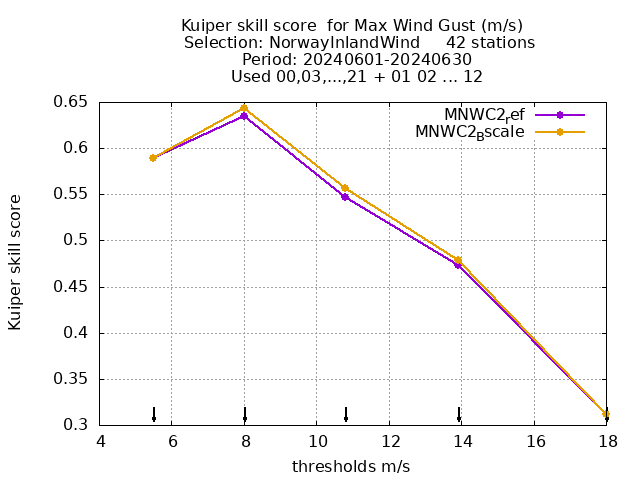 Kuiper skill score  for Max Wind Gust (m/s)
Selection: NorwayInlandWind     42 stations
Period: 20240601-20240630
Used 00,03,...,21 + 01 02 ... 12
MNWC2ref
MNWC2Bscale
0.65
0.6
0.55
0.5
0.45
0.4
0.35
0.3
Kuiper skill score
4 6 8 10 12 14 16 18
thresholds m/s